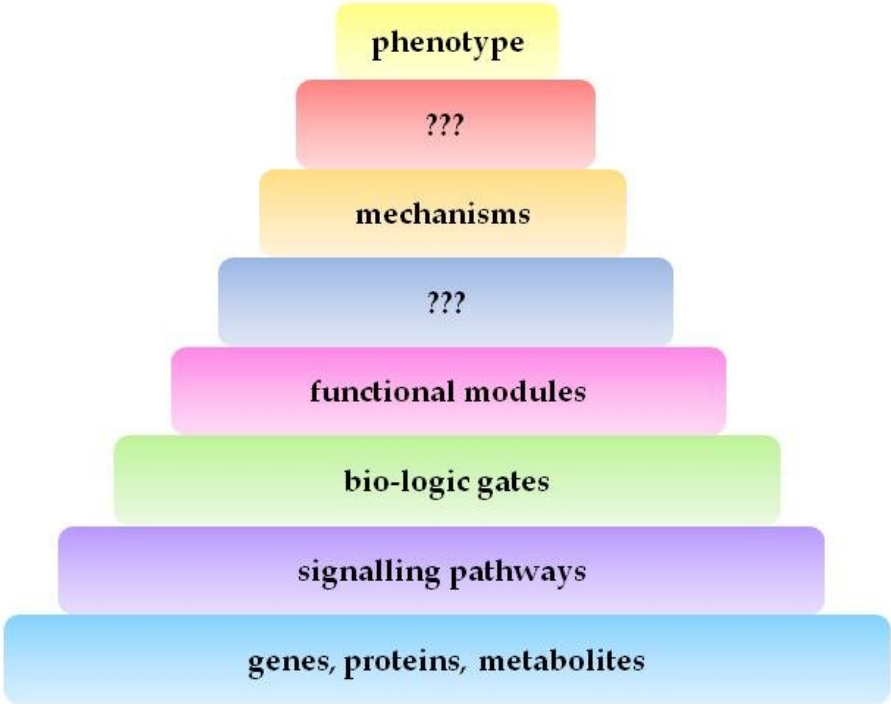 phenotype
???
mechanisms
???
functional modules
bio-logic gates
signalling pathways
genes, proteins, metabolites